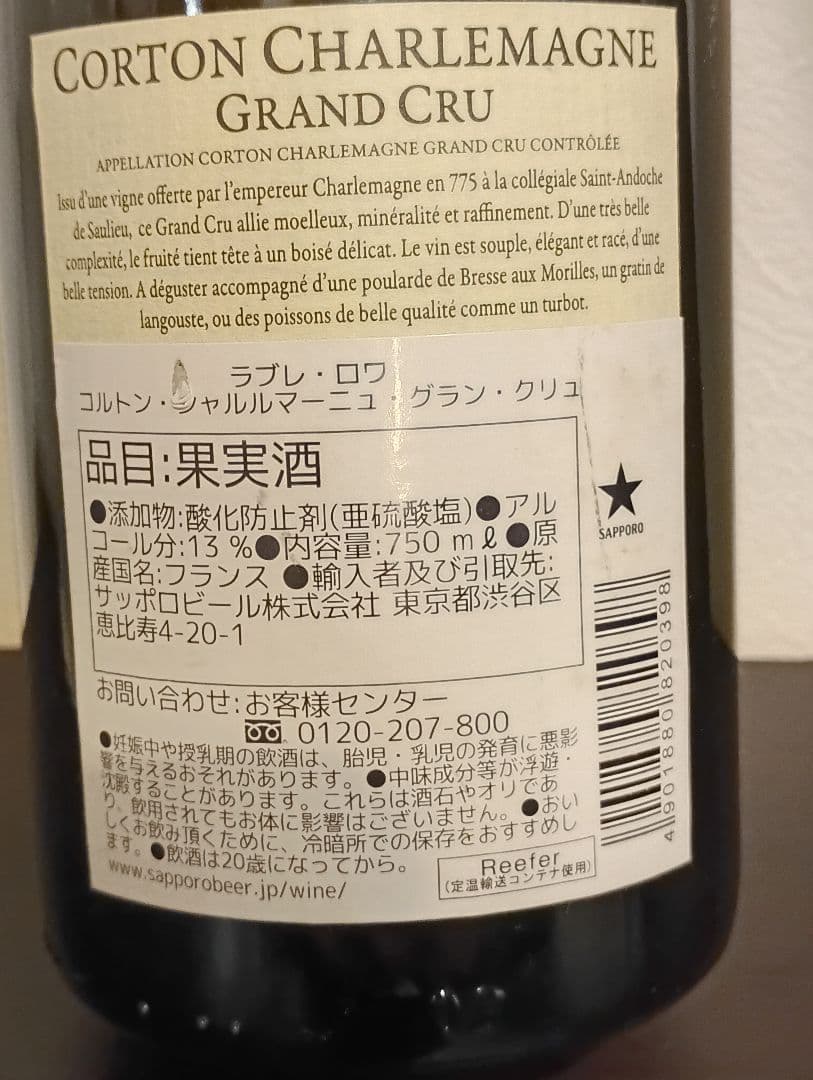 CORTON CHARLEMAGNE
GRAND CRU
APPELLATION CORTON CHARLEMAGNE GRAND CRU CONTRÔLÉE
Issu d'une vigne offerte par l'empereur Charlemagne en 775 à la collégiale Saint-Andoche
de Saulieu, ce Grand Cru allie moelleux, minéralité et raffinement. D'une très belle
complexité, le fruité tient tête à un boisé délicat. Le vin est souple, élégant et racé, d'une
belle tension. A déguster accompagné d'une poularde de Bresse aux Morilles, un gratin de
langouste, ou des poissons de belle qualité comme un turbot.
ラブレ・ロワ
コルトン・シャルルマーニュ・グラン・クリュ
品目:果実酒
●添加物:酸化防止剤(亜硫酸塩)●アル
コール分:13 %●内容量:750 mℓ●原
産国名:フランス ●輸入者及び引取先:
サッポロビール株式会社 東京都渋谷区
恵比寿4-20-1
SAPPORO
お問い合わせ:お客様センター
0120-207-800
●妊娠中や授乳期の飲酒は、胎児・乳児の発育に悪影
響を与えるおそれがあります。●中味成分等が浮遊・
沈殿することがあります。これらは酒石やオリであ
り、飲用されてもお体に影響はございません。●おい
しくお飲み頂くために、冷暗所での保存をおすすめし
ます。●飲酒は20歳になってから。
www.sapporobeer.jp/wine/
Reefer
(定温輸送コンテナ使用)
4901880820398